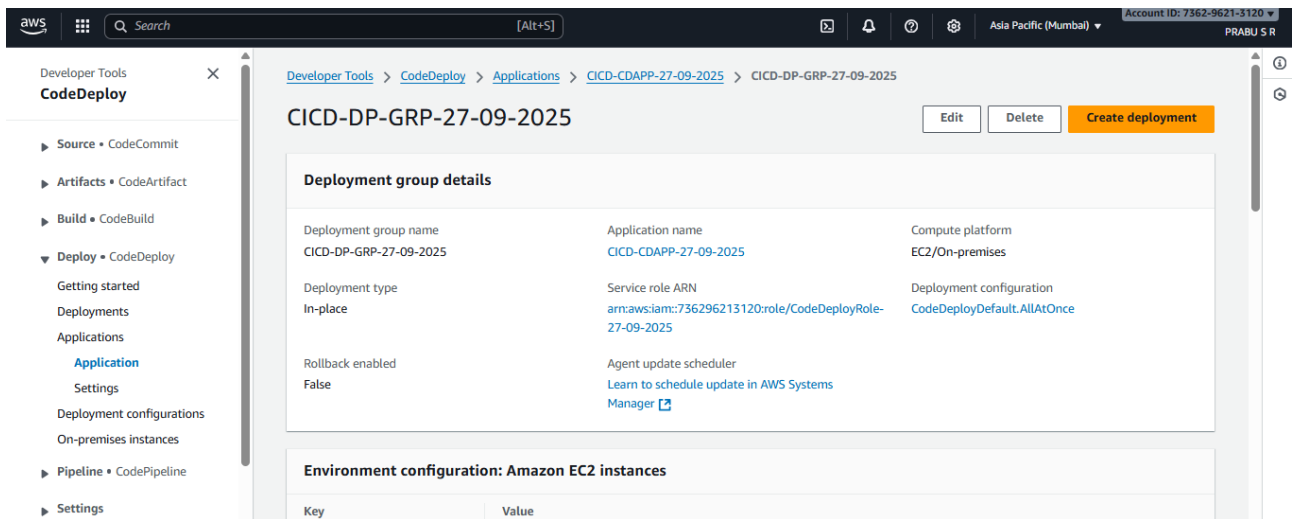 aws
Search
[Alt+S]
Asia Pacific (Mumbai)
Account ID: 7362-9621-3120
PRABU S R
Developer Tools
CodeDeploy
Source • CodeCommit
Artifacts • CodeArtifact
Build • CodeBuild
Deploy • CodeDeploy
Getting started
Deployments
Applications
Application
Settings
Deployment configurations
On-premises instances
Pipeline • CodePipeline
Settings
Developer Tools > CodeDeploy > Applications > CICD-CDAPP-27-09-2025 > CICD-DP-GRP-27-09-2025
CICD-DP-GRP-27-09-2025
Edit
Delete
Create deployment
Deployment group details
Deployment group name
CICD-DP-GRP-27-09-2025
Application name
CICD-CDAPP-27-09-2025
Compute platform
EC2/On-premises
Deployment type
In-place
Service role ARN
arn:aws:iam::736296213120:role/CodeDeployRole-
27-09-2025
Deployment configuration
CodeDeployDefault.AllAtOnce
Rollback enabled
False
Agent update scheduler
Learn to schedule update in AWS Systems
Manager
Environment configuration: Amazon EC2 instances
Key
Value